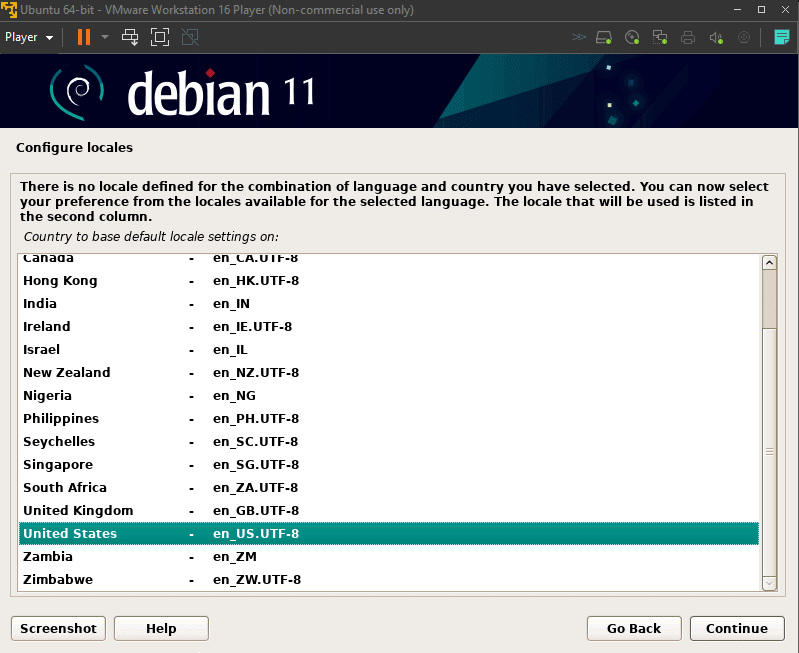 Ubuntu 64-bit - VMware Workstation 16 Player (Non-commercial use only)
Player
debian 11
Configure locales
There is no locale defined for the combination of language and country you have selected. You can now select
your preference from the locales available for the selected language. The locale that will be used is listed in
the second column.
Country to base default locale settings on:
Canada - en_CA.UTF-8
Hong Kong - en_HK.UTF-8
India - en_IN
Ireland - en_IE.UTF-8
Israel - en_IL
New Zealand - en_NZ.UTF-8
Nigeria - en_NG
Philippines - en_PH.UTF-8
Seychelles - en_SC.UTF-8
Singapore - en_SG.UTF-8
South Africa - en_ZA.UTF-8
United Kingdom - en_GB.UTF-8
United States - en_US.UTF-8
Zambia - en_ZM
Zimbabwe - en_ZW.UTF-8
Screenshot Help Go Back Continue